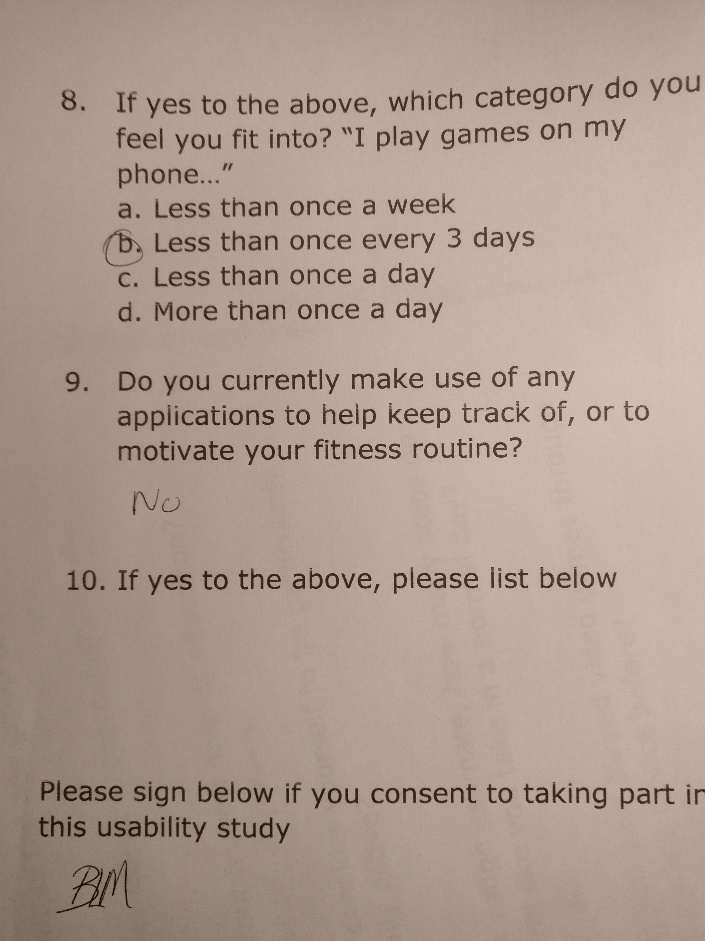 8. If yes to the above, which category do you
feel you fit into? "I play games on my
phone..."
a. Less than once a week
b. Less than once every 3 days
c. Less than once a day
d. More than once a day
9. Do you currently make use of any
applications to help keep track of, or to
motivate your fitness routine?
No
10. If yes to the above, please list below
Please sign below if you consent to taking part in
this usability study
BLM